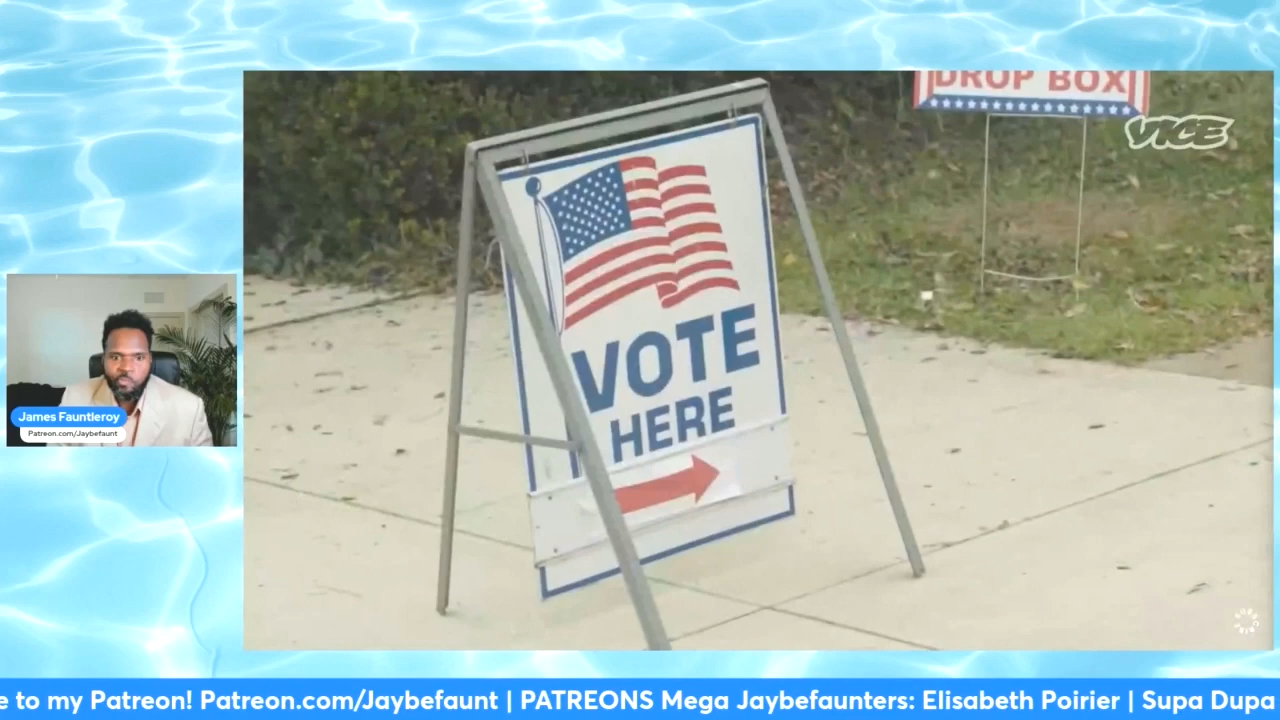 DROP BOX
VICE
VOTE
HERE
James Fauntleroy
Patreon.com/Jaybefaunt
e to my Patreon! Patreon.com/Jaybefaunt | PATREONS Mega Jaybefaunters: Elisabeth Poirier | Supa Dupa